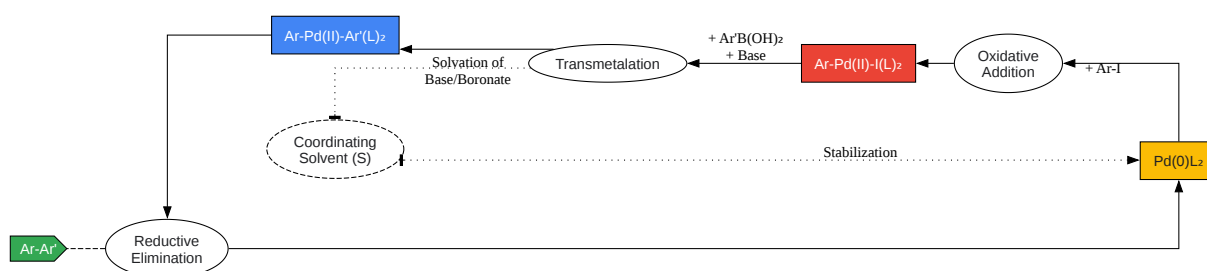 Ar-Pd(II)-Ar'(L)₂
Solvation of
Base/Boronate
Transmetalation
+ Ar'B(OH)₂
+ Base
Ar-Pd(II)-I(L)₂
Oxidative
Addition
+ Ar-I
Coordinating
Solvent (S)
Stabilization
Pd(0)L₂
Ar-Ar'
Reductive
Elimination